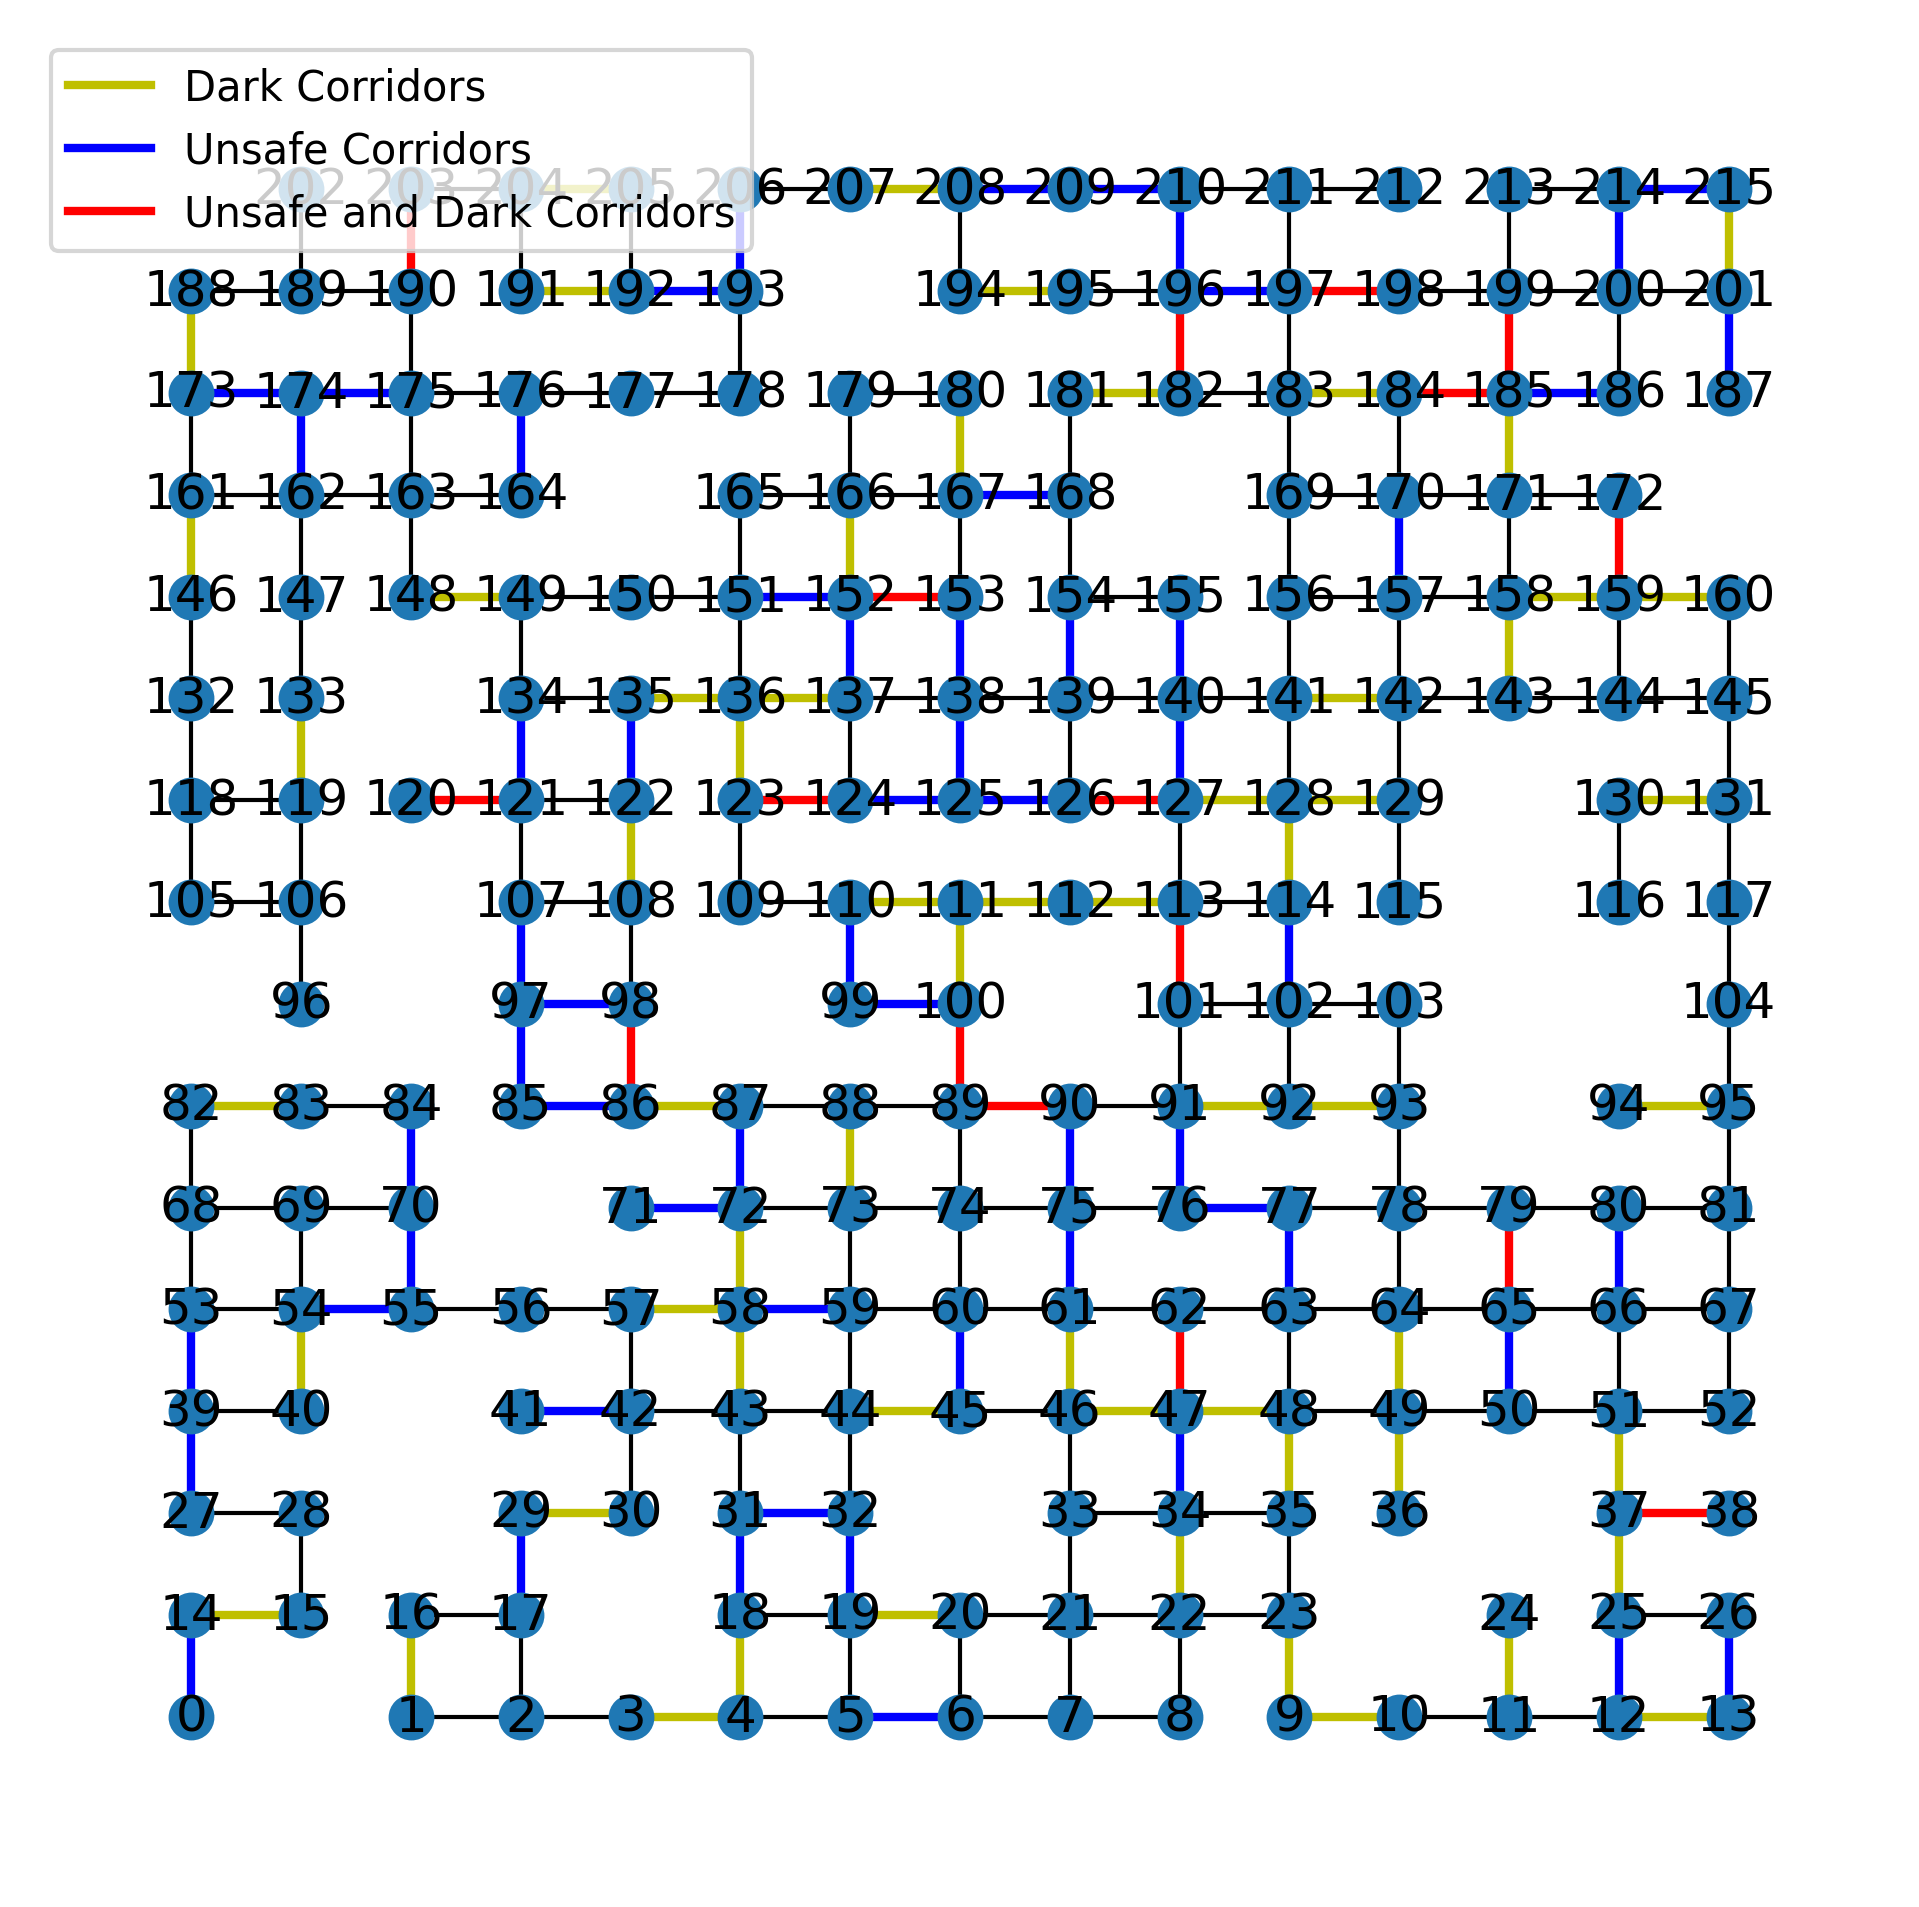 Dark Corridors
Unsafe Corridors
Unsafe and Dark Corridors
202 203 204 205 206 207 208 209 210 211 212 213 214 215
188 189 190 191 192 193 194 195 196 197 198 199 200 201
173 174 175 176 177 178 179 180 181 182 183 184 185 186 187
161 162 163 164 165 166 167 168 169 170 171 172
146 147 148 149 150 151 152 153 154 155 156 157 158 159 160
132 133 134 135 136 137 138 139 140 141 142 143 144 145
118 119 120 121 122 123 124 125 126 127 128 129 130 131
105 106 107 108 109 110 111 112 113 114 115 116 117
96 97 98 99 100 101 102 103 104
82 83 84 85 86 87 88 89 90 91 92 93 94 95
68 69 70 71 72 73 74 75 76 77 78 79 80 81
53 54 55 56 57 58 59 60 61 62 63 64 65 66 67
39 40 41 42 43 44 45 46 47 48 49 50 51 52
27 28 29 30 31 32 33 34 35 36 37 38
14 15 16 17 18 19 20 21 22 23 24 25 26
0 1 2 3 4 5 6 7 8 9 10 11 12 13